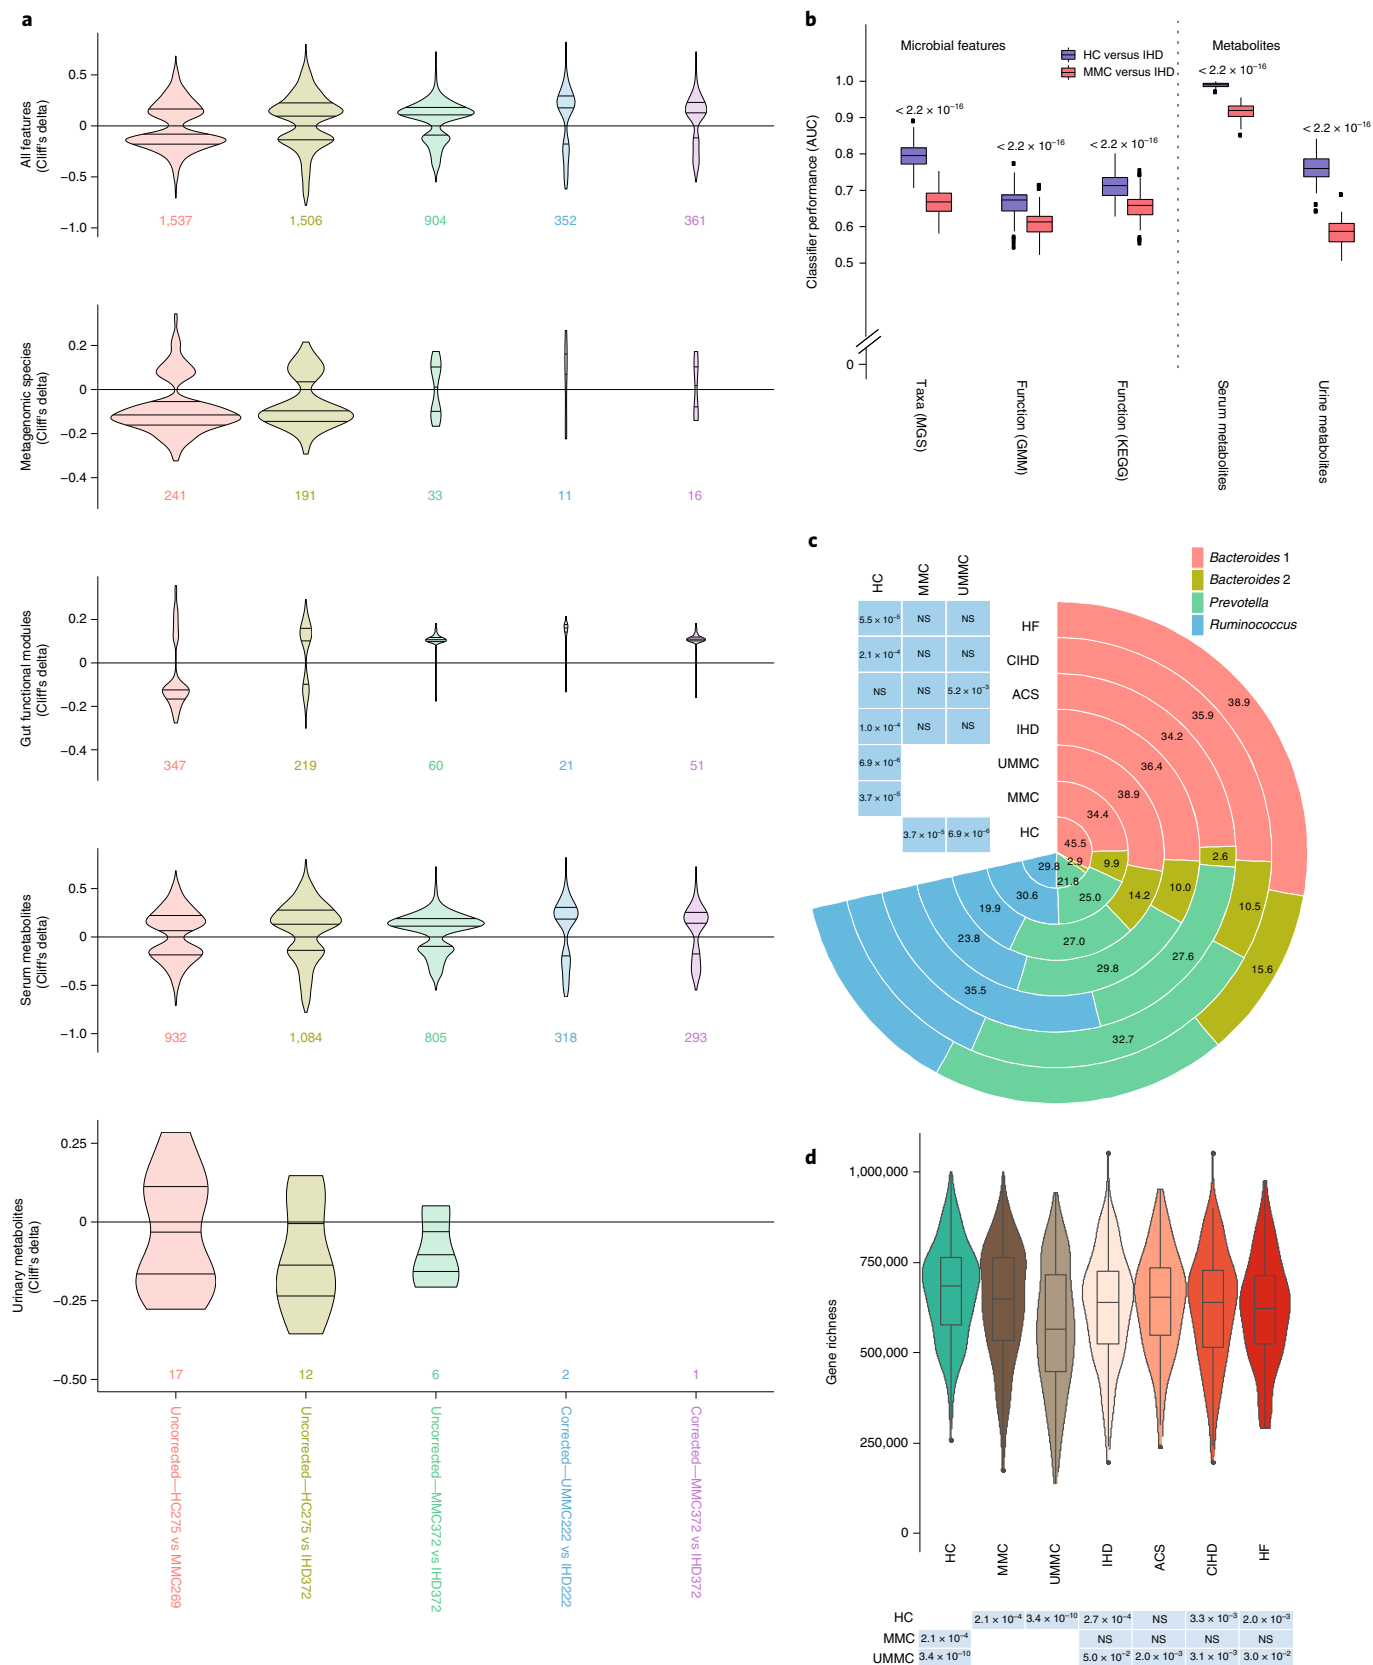 a
All features
(Cliff's delta)
0.5
0
−0.5
−1.0
1,537
1,506
904
352
361
Metagenomic species
(Cliff's delta)
0.2
0
−0.2
−0.4
241
191
33
11
16
Gut functional modules
(Cliff's delta)
0.2
0
−0.2
−0.4
347
219
60
21
51
Serum metabolites
(Cliff's delta)
0.5
0
−0.5
−1.0
932
1,084
805
318
293
Urinary metabolites
(Cliff's delta)
0.25
0
−0.25
−0.50
17
12
6
2
1
Uncorrected—HC275 vs MMC269
Uncorrected—HC275 vs IHD372
Uncorrected—MMC372 vs IHD372
Corrected—UMMC222 vs IHD222
Corrected—MMC372 vs IHD372
b
Microbial features
HC versus IHD
MMC versus IHD
Metabolites
Classifier performance (AUC)
1.0
0.9
0.8
0.7
0.6
0.5
0
< 2.2 × 10⁻¹⁶
< 2.2 × 10⁻¹⁶
< 2.2 × 10⁻¹⁶
< 2.2 × 10⁻¹⁶
< 2.2 × 10⁻¹⁶
Taxa (MGS)
Function (GMM)
Function (KEGG)
Serum metabolites
Urine metabolites
c
Bacteroides 1
Bacteroides 2
Prevotella
Ruminococcus
HC MMC UMMC
5.5 × 10⁻⁵ NS NS HF
2.1 × 10⁻⁴ NS NS CIHD
NS NS 5.2 × 10⁻³ ACS
1.0 × 10⁻⁴ NS NS IHD
6.9 × 10⁻⁶ UMMC
3.7 × 10⁻⁵ MMC
3.7 × 10⁻⁵ 6.9 × 10⁻⁶ HC
38.9
35.9
34.2
36.4
38.9
34.4
45.5
2.9
9.9
14.2
10.0
2.6
10.5
15.6
29.8
21.8
30.6
25.0
19.9
27.0
23.8
29.8
35.5
27.6
32.7
d
Gene richness
1,000,000
750,000
500,000
250,000
0
HC
MMC
UMMC
IHD
ACS
CIHD
HF
HC 2.1 × 10⁻⁴ 3.4 × 10⁻¹⁰ 2.7 × 10⁻⁴ NS 3.3 × 10⁻³ 2.0 × 10⁻³
MMC 2.1 × 10⁻⁴ NS NS NS NS
UMMC 3.4 × 10⁻¹⁰ 5.0 × 10⁻² 2.0 × 10⁻³ 3.1 × 10⁻³ 3.0 × 10⁻²